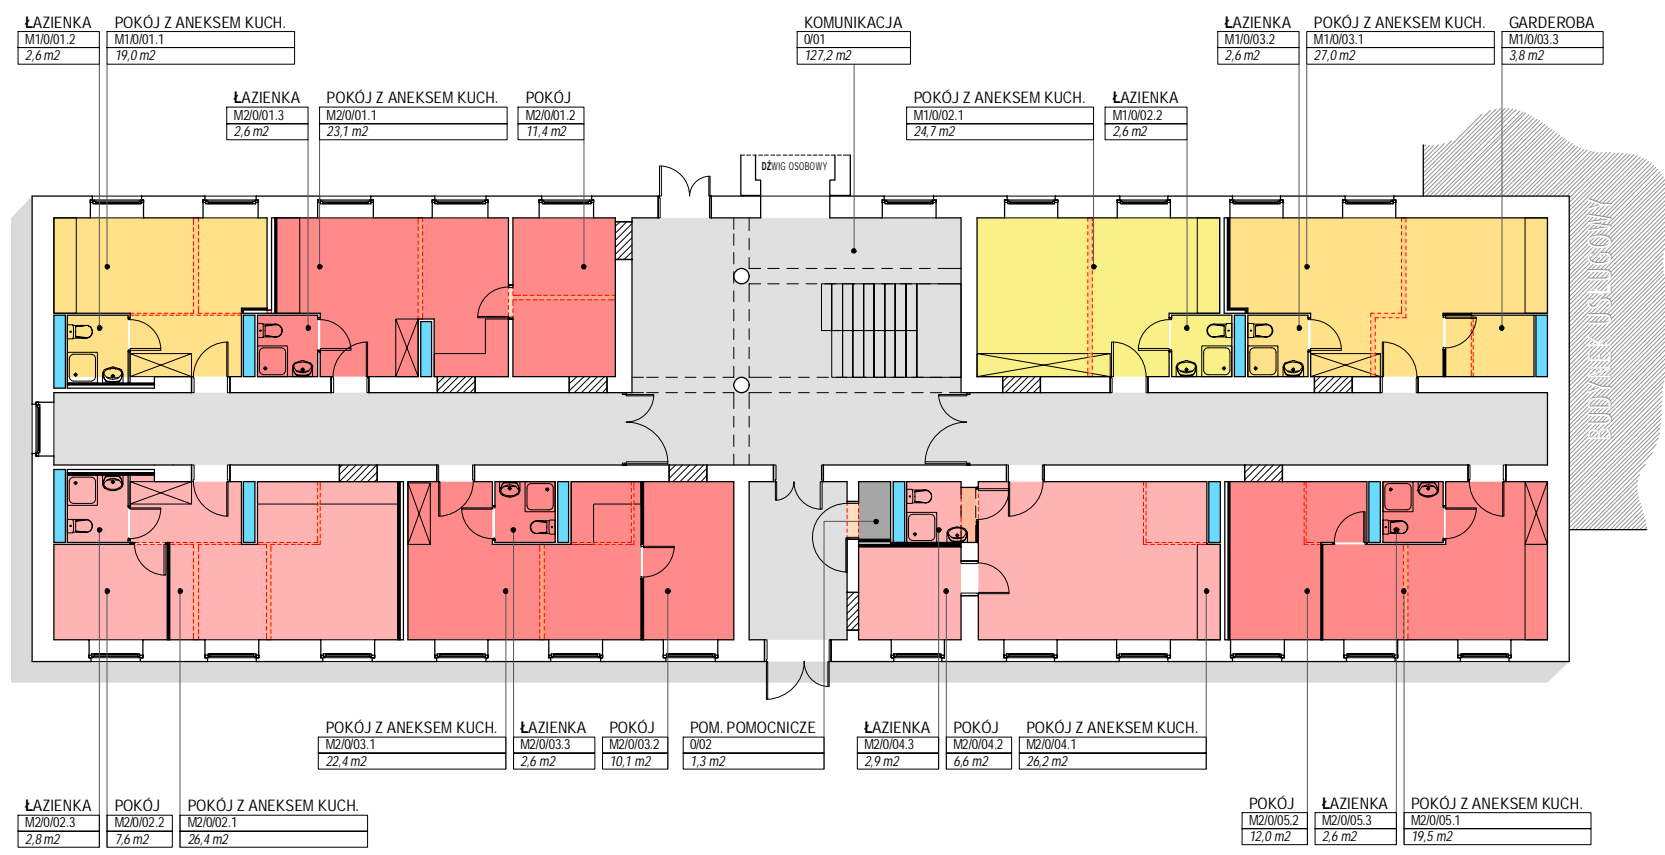 ŁAZIENKA
M1/0/01.2
2,6 m2
POKÓJ Z ANEKSEM KUCH.
M1/0/01.1
19,0 m2
KOMUNIKACJA
0/01
127,2 m2
ŁAZIENKA
M1/0/03.2
2,6 m2
POKÓJ Z ANEKSEM KUCH.
M1/0/03.1
27,0 m2
GARDEROBA
M1/0/03.3
3,8 m2
ŁAZIENKA
M2/0/01.3
2,6 m2
POKÓJ Z ANEKSEM KUCH.
M2/0/01.1
23,1 m2
POKÓJ
M2/0/01.2
11,4 m2
POKÓJ Z ANEKSEM KUCH.
M1/0/02.1
24,7 m2
ŁAZIENKA
M1/0/02.2
2,6 m2
DŹWIG OSOBOWY
BUDYNEK USŁUGOWY
POKÓJ Z ANEKSEM KUCH.
M2/0/03.1
22,4 m2
ŁAZIENKA
M2/0/03.3
2,6 m2
POKÓJ
M2/0/03.2
10,1 m2
POM. POMOCNICZE
0/02
1,3 m2
ŁAZIENKA
M2/0/04.3
2,9 m2
POKÓJ
M2/0/04.2
6,6 m2
POKÓJ Z ANEKSEM KUCH.
M2/0/04.1
26,2 m2
ŁAZIENKA
M2/0/02.3
2,8 m2
POKÓJ
M2/0/02.2
7,6 m2
POKÓJ Z ANEKSEM KUCH.
M2/0/02.1
26,4 m2
POKÓJ
M2/0/05.2
12,0 m2
ŁAZIENKA
M2/0/05.3
2,6 m2
POKÓJ Z ANEKSEM KUCH.
M2/0/05.1
19,5 m2